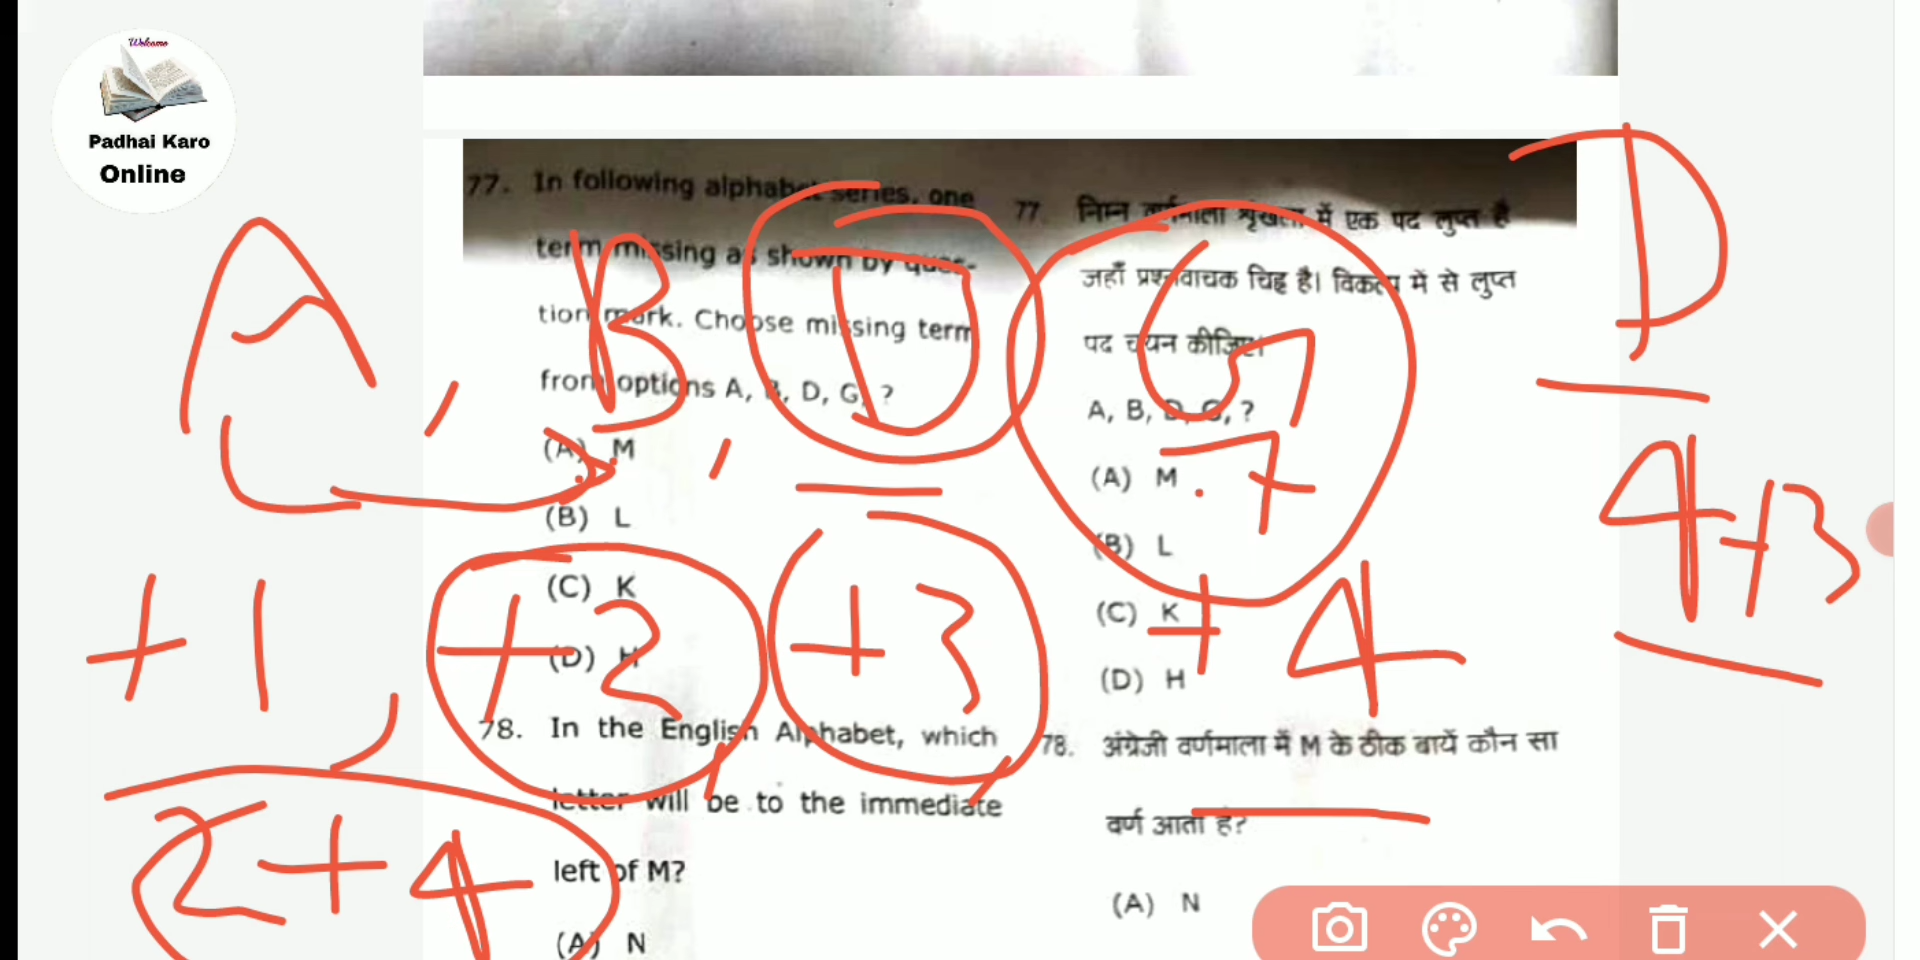 Welcome
Padhai Karo
Online
77. In following alphabet series, one
term missing as shown by ques-
tion mark. Choose missing term
from options A, B, D, G, ?
(A) M
(B) L
(C) K
(D) H
78. In the English Alphabet, which
letter will be to the immediate
left of M?
(A) N
77. निम्न वर्णमाला श्रृंखला में एक पद लुप्त है
जहाँ प्रश्नवाचक चिह्न है। विकल्प में से लुप्त
पद चयन कीजिए।
A, B, D, G, ?
(A) M
(B) L
(C) K
(D) H
78. अंग्रेजी वर्णमाला में M के ठीक बायें कौन सा
वर्ण आता है?
(A) N
A, B, D
G
7
D
4+3
+1, +2, +3, +4
2+4